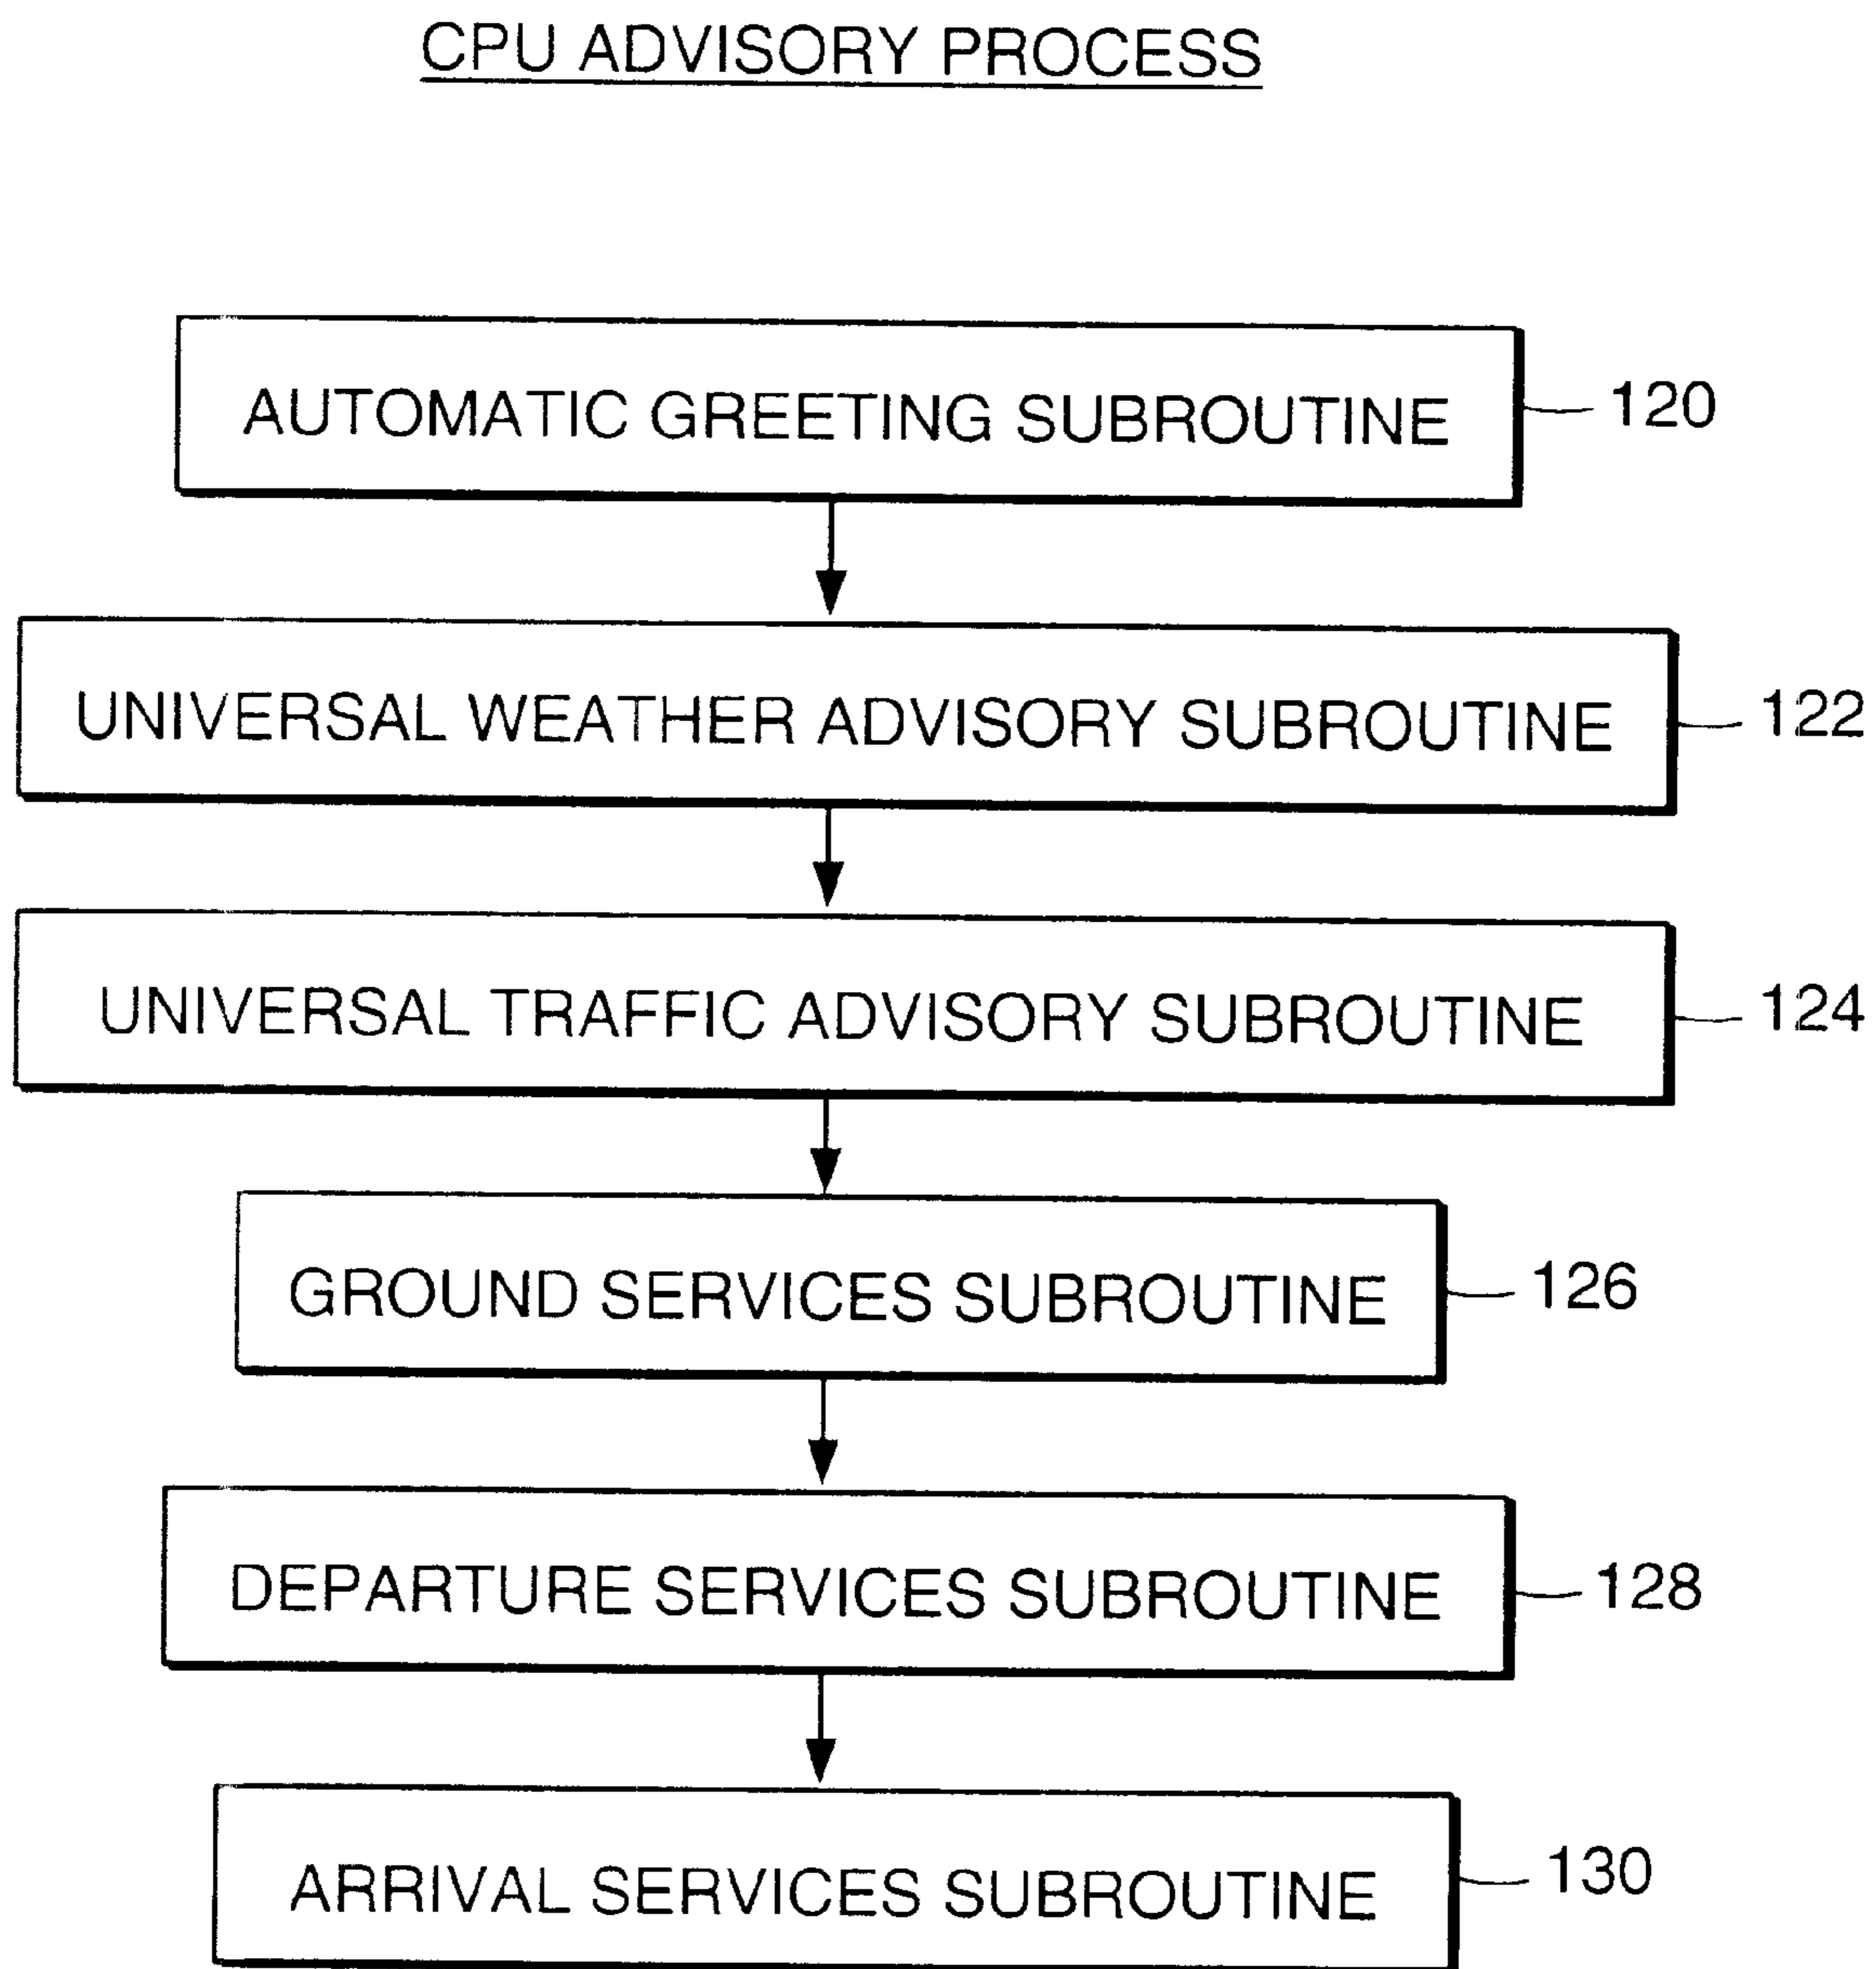 CPU ADVISORY PROCESS
AUTOMATIC GREETING SUBROUTINE
120
UNIVERSAL WEATHER ADVISORY SUBROUTINE
122
UNIVERSAL TRAFFIC ADVISORY SUBROUTINE
124
GROUND SERVICES SUBROUTINE
126
DEPARTURE SERVICES SUBROUTINE
128
ARRIVAL SERVICES SUBROUTINE
130